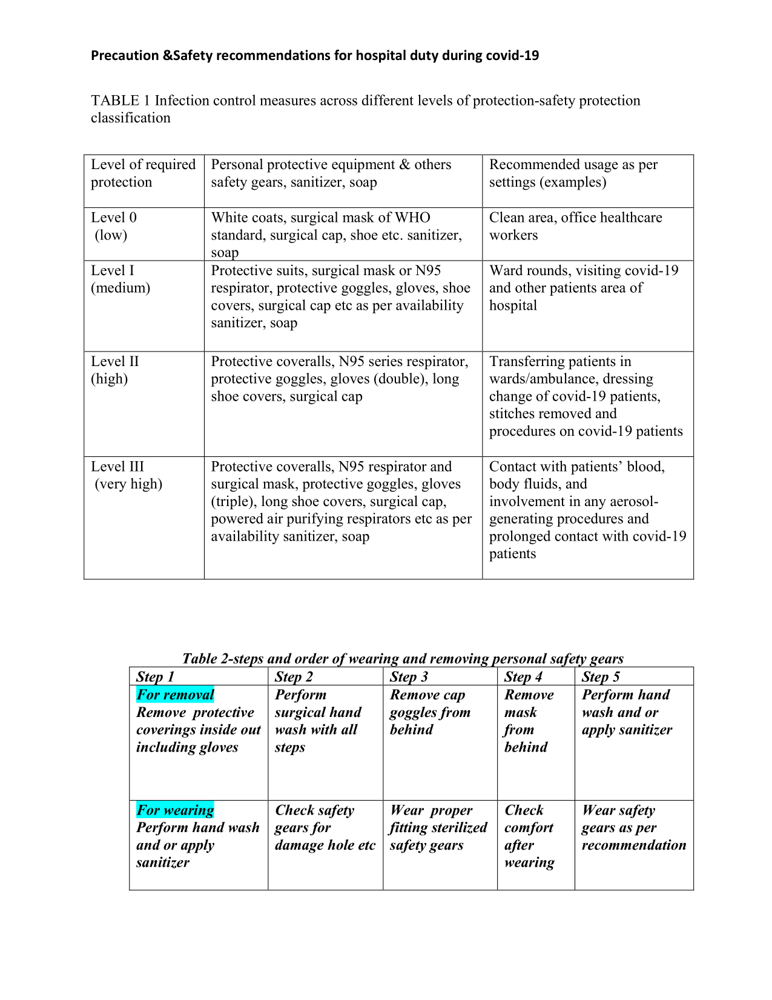 Precaution &Safety recommendations for hospital duty during covid-19
TABLE 1 Infection control measures across different levels of protection-safety protection
classification
Level of required
protection
Personal protective equipment & others
safety gears, sanitizer, soap
Recommended usage as per
settings (examples)
Level 0
(low)
White coats, surgical mask of WHO
standard, surgical cap, shoe etc. sanitizer,
soap
Clean area, office healthcare
workers
Level I
(medium)
Protective suits, surgical mask or N95
respirator, protective goggles, gloves, shoe
covers, surgical cap etc as per availability
sanitizer, soap
Ward rounds, visiting covid-19
and other patients area of
hospital
Level II
(high)
Protective coveralls, N95 series respirator,
protective goggles, gloves (double), long
shoe covers, surgical cap
Transferring patients in
wards/ambulance, dressing
change of covid-19 patients,
stitches removed and
procedures on covid-19 patients
Level III
(very high)
Protective coveralls, N95 respirator and
surgical mask, protective goggles, gloves
(triple), long shoe covers, surgical cap,
powered air purifying respirators etc as per
availability sanitizer, soap
Contact with patients’ blood,
body fluids, and
involvement in any aerosol-
generating procedures and
prolonged contact with covid-19
patients
Table 2-steps and order of wearing and removing personal safety gears
Step 1
Step 2
Step 3
Step 4
Step 5
For removal
Remove protective
coverings inside out
including gloves
Perform
surgical hand
wash with all
steps
Remove cap
goggles from
behind
Remove
mask
from
behind
Perform hand
wash and or
apply sanitizer
For wearing
Perform hand wash
and or apply
sanitizer
Check safety
gears for
damage hole etc
Wear proper
fitting sterilized
safety gears
Check
comfort
after
wearing
Wear safety
gears as per
recommendation